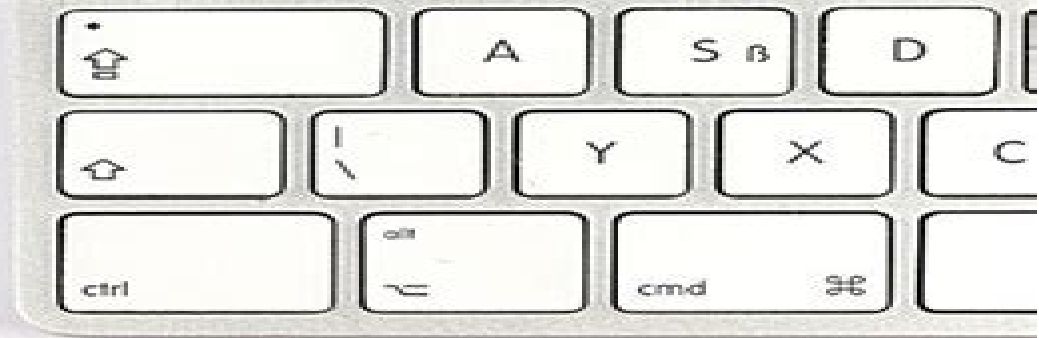 A S ß D
| 
\ Y X C
alt
ctrl cmd ⌘